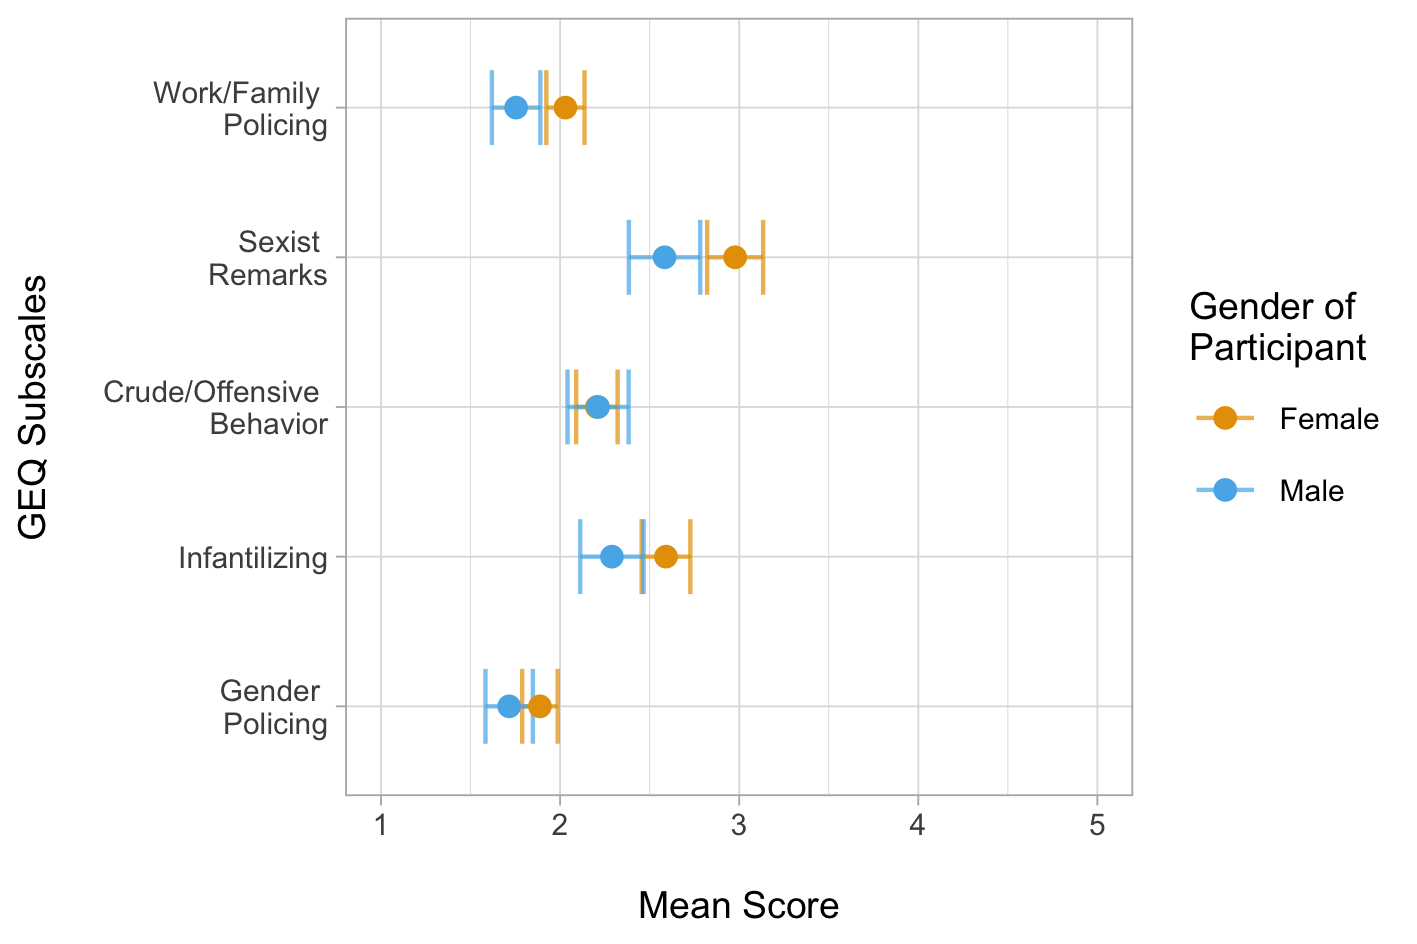 Work/Family
Policing
Sexist
Remarks
Crude/Offensive
Behavior
Infantilizing
Gender
Policing
GEQ Subscales
1 2 3 4 5
Mean Score
Gender of
Participant
Female
Male